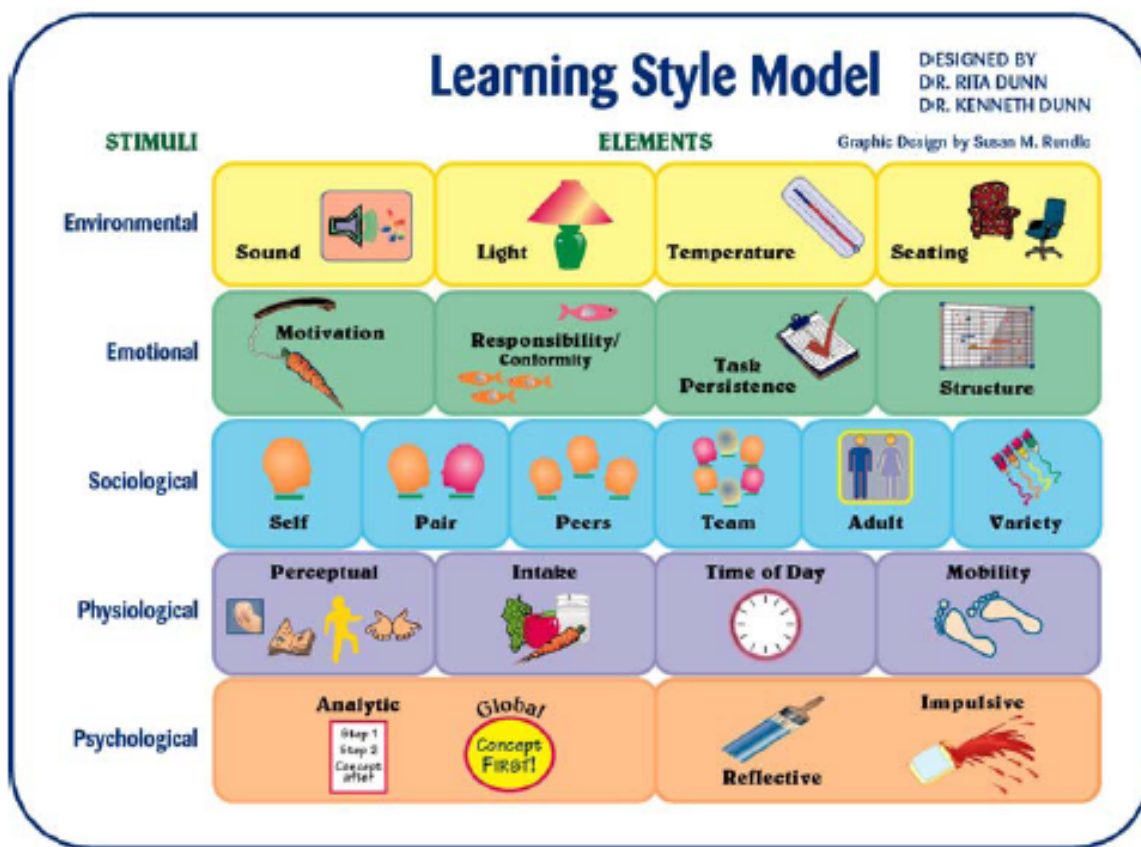 Learning Style Model
DESIGNED BY
DR. RITA DUNN
DR. KENNETH DUNN
STIMULI
ELEMENTS
Graphic Design by Susan M. Rundle
Environmental
Sound
Light
Temperature
Seating
Emotional
Motivation
Responsibility/
Conformity
Task
Persistence
Structure
Sociological
Self
Pair
Peers
Team
Adult
Variety
Physiological
Perceptual
Intake
Time of Day
Mobility
Psychological
Analytic
Step 1
Step 2
Concept
after
Global
Concept
FIRST!
Reflective
Impulsive